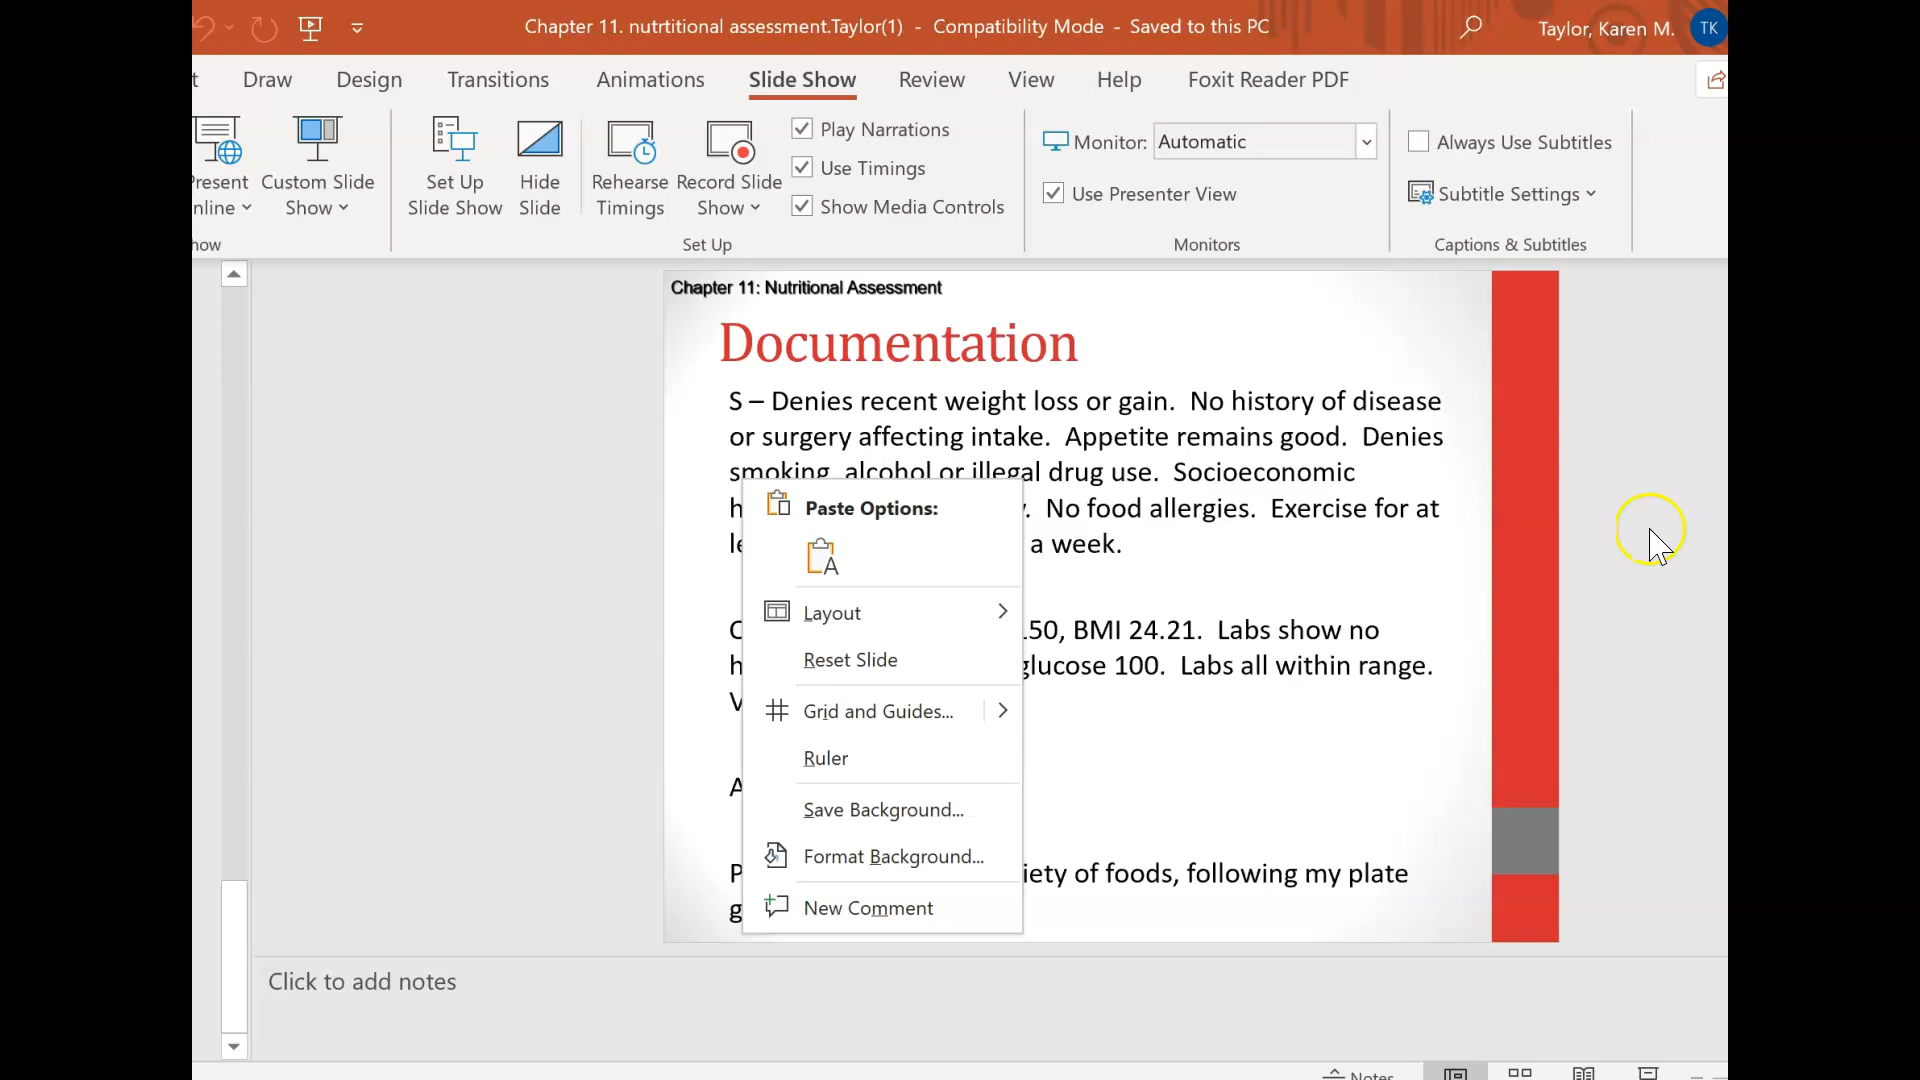 Chapter 11. nutrtitional assessment.Taylor(1) - Compatibility Mode - Saved to this PC
Taylor, Karen M. TK
t Draw Design Transitions Animations Slide Show Review View Help Foxit Reader PDF
Custom Slide Show
Set Up Slide Show
Hide Slide
Rehearse Timings
Record Slide Show
Play Narrations
Use Timings
Show Media Controls
Set Up
Monitor: Automatic
Use Presenter View
Monitors
Always Use Subtitles
Subtitle Settings
Captions & Subtitles
Chapter 11: Nutritional Assessment
Documentation
S – Denies recent weight loss or gain. No history of disease
or surgery affecting intake. Appetite remains good. Denies
smoking, alcohol or illegal drug use. Socioeconomic
h No food allergies. Exercise for at
a week.
50, BMI 24.21. Labs show no
h glucose 100. Labs all within range.
V
A
P iety of foods, following my plate
g
Paste Options:
A
Layout
Reset Slide
Grid and Guides...
Ruler
Save Background...
Format Background...
New Comment
Click to add notes
Notes